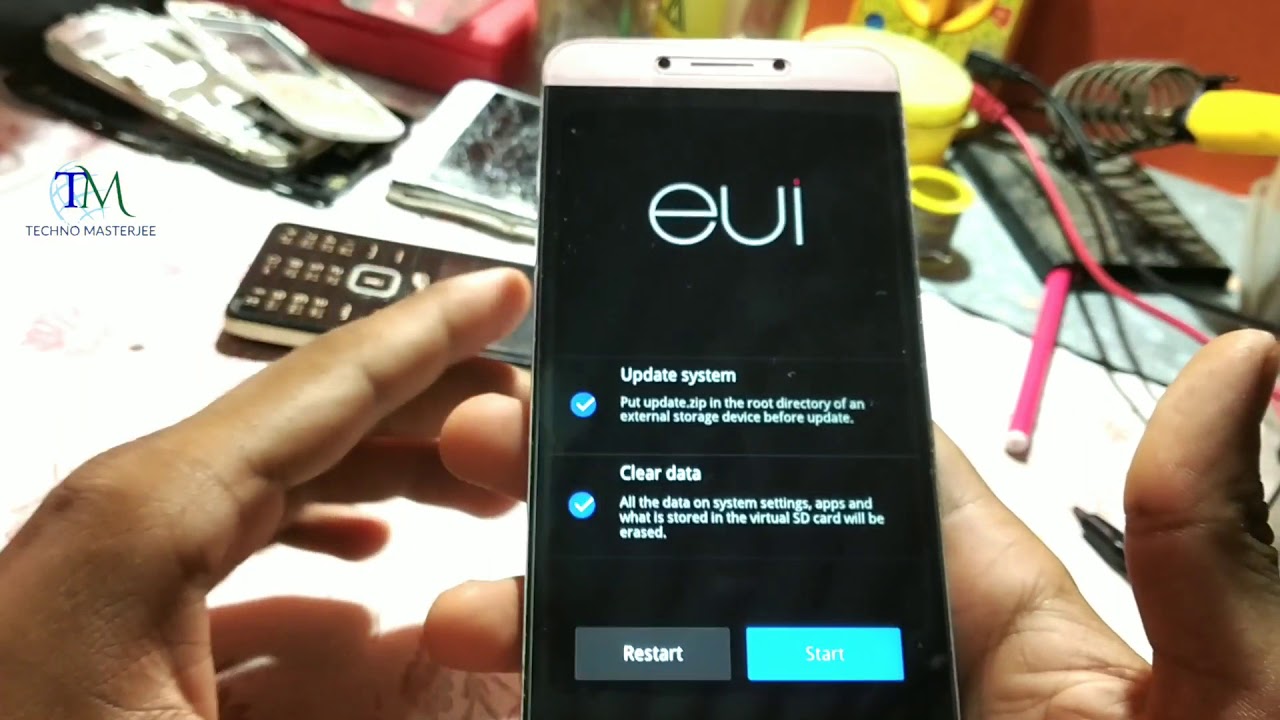 TM
TECHNO MASTERJEE
eui
Update system
Put update.zip in the root directory of an
external storage device before update.
Clear data
All the data on system settings, apps and
what is stored in the virtual SD card will be
erased.
Restart
Start